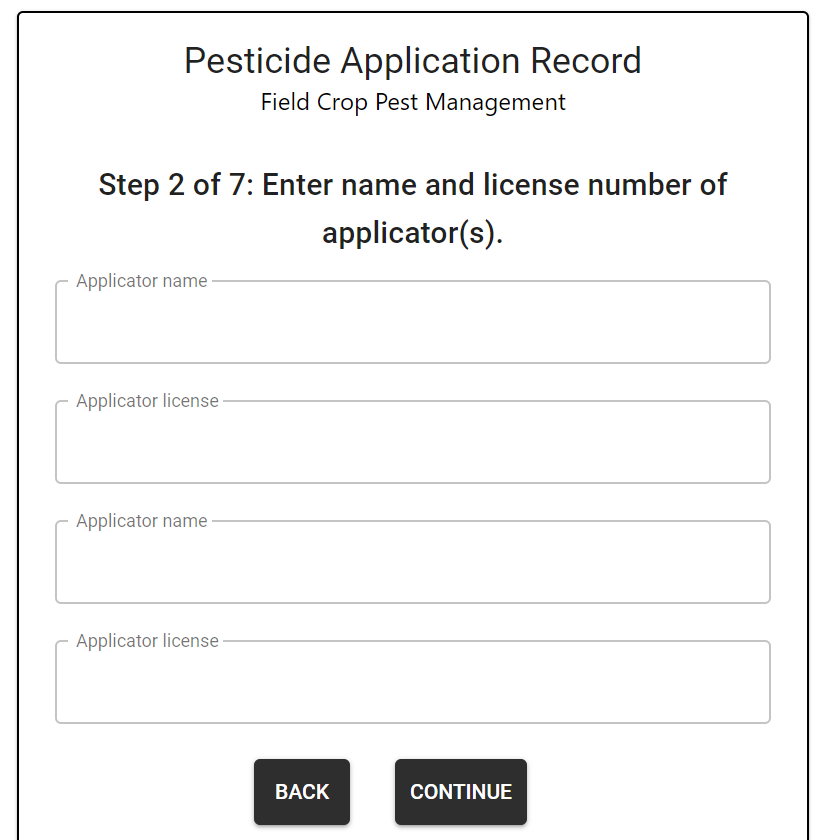 Pesticide Application Record
Field Crop Pest Management
Step 2 of 7: Enter name and license number of
applicator(s).
Applicator name
Applicator license
Applicator name
Applicator license
BACK CONTINUE